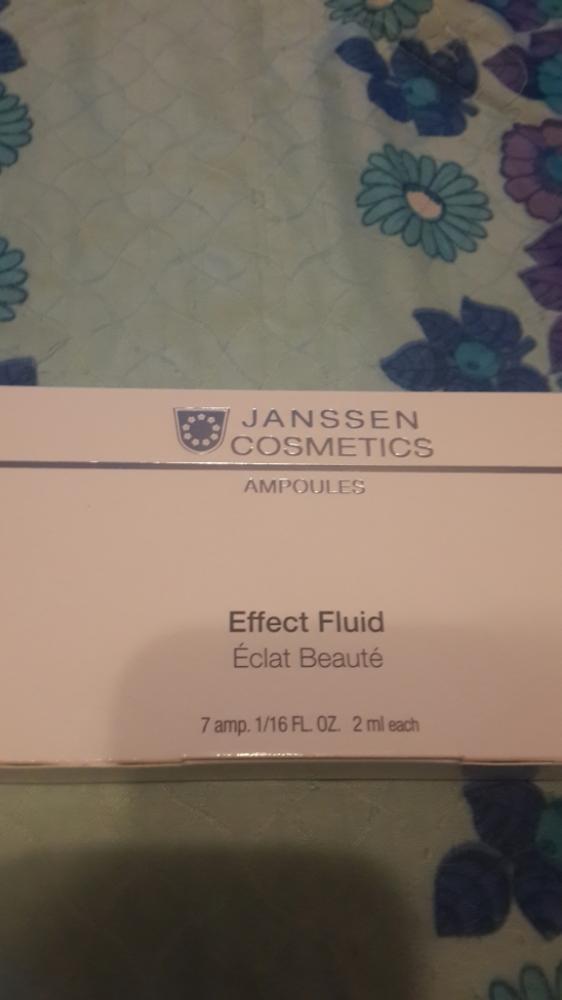 JANSSEN
COSMETICS
AMPOULES
Effect Fluid
Éclat Beauté
7 amp. 1/16 FL. OZ. 2 ml each